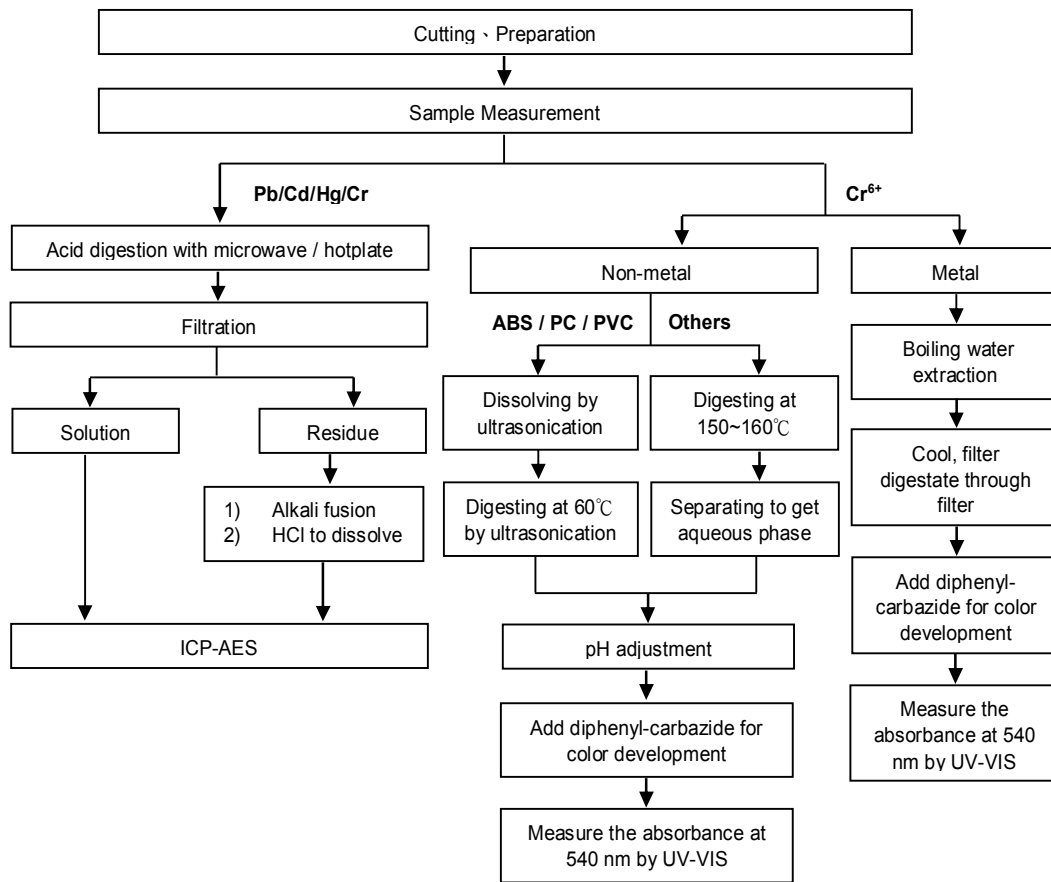 Cutting、Preparation
Sample Measurement
Pb/Cd/Hg/Cr
Cr⁶⁺
Acid digestion with microwave / hotplate
Non-metal
Metal
Filtration
ABS / PC / PVC
Others
Boiling water
extraction
Solution
Residue
Dissolving by
ultrasonication
Digesting at
150~160℃
Cool, filter
digestate through
filter
1) Alkali fusion
2) HCl to dissolve
Digesting at 60℃
by ultrasonication
Separating to get
aqueous phase
Add diphenyl-
carbazide for color
development
ICP-AES
pH adjustment
Measure the
absorbance at 540
nm by UV-VIS
Add diphenyl-carbazide for
color development
Measure the absorbance at
540 nm by UV-VIS